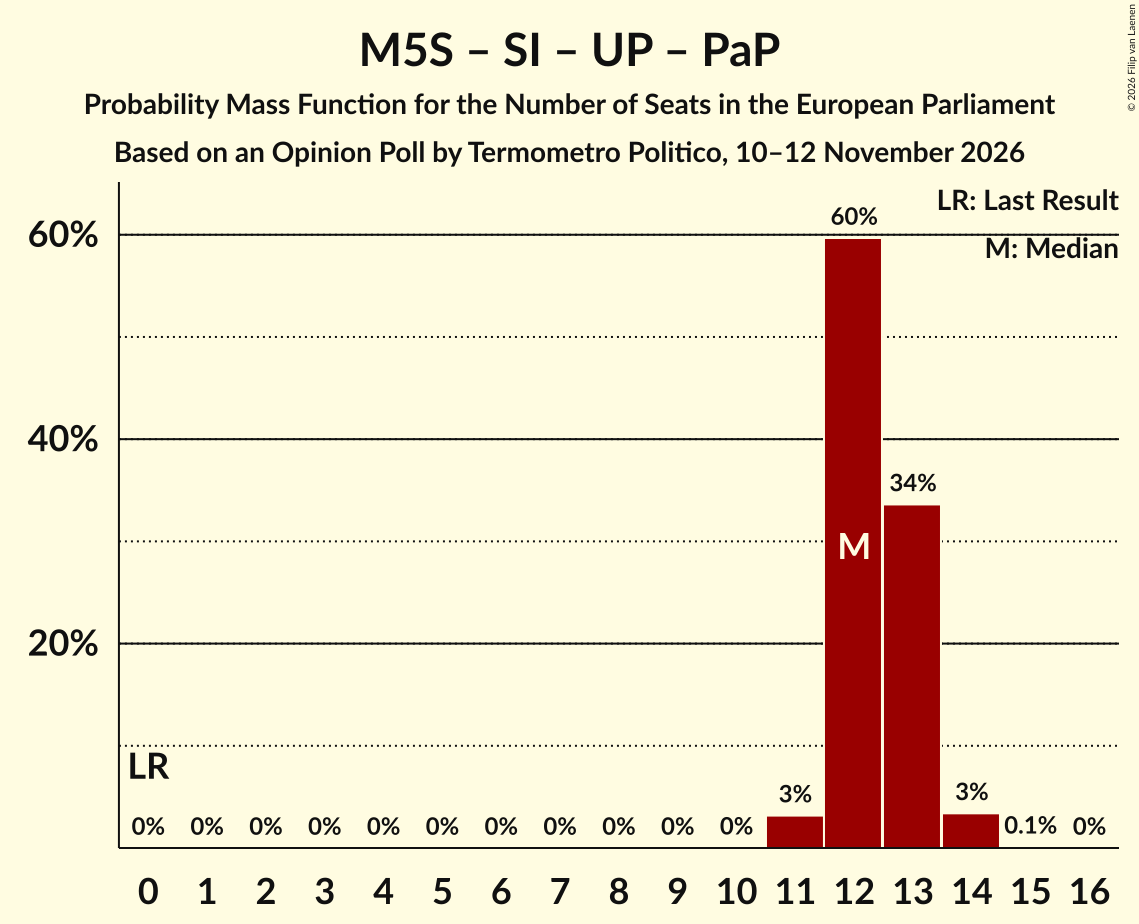 M5S – SI – UP – PaP
Probability Mass Function for the Number of Seats in the European Parliament
Based on an Opinion Poll by Termometro Politico, 10–12 November 2026
© 2026 Filip van Laenen
LR: Last Result
M: Median
60%
40%
20%
60%
34%
M
LR
3%
3%
0% 0% 0% 0% 0% 0% 0% 0% 0% 0% 0% 0.1% 0%
0 1 2 3 4 5 6 7 8 9 10 11 12 13 14 15 16